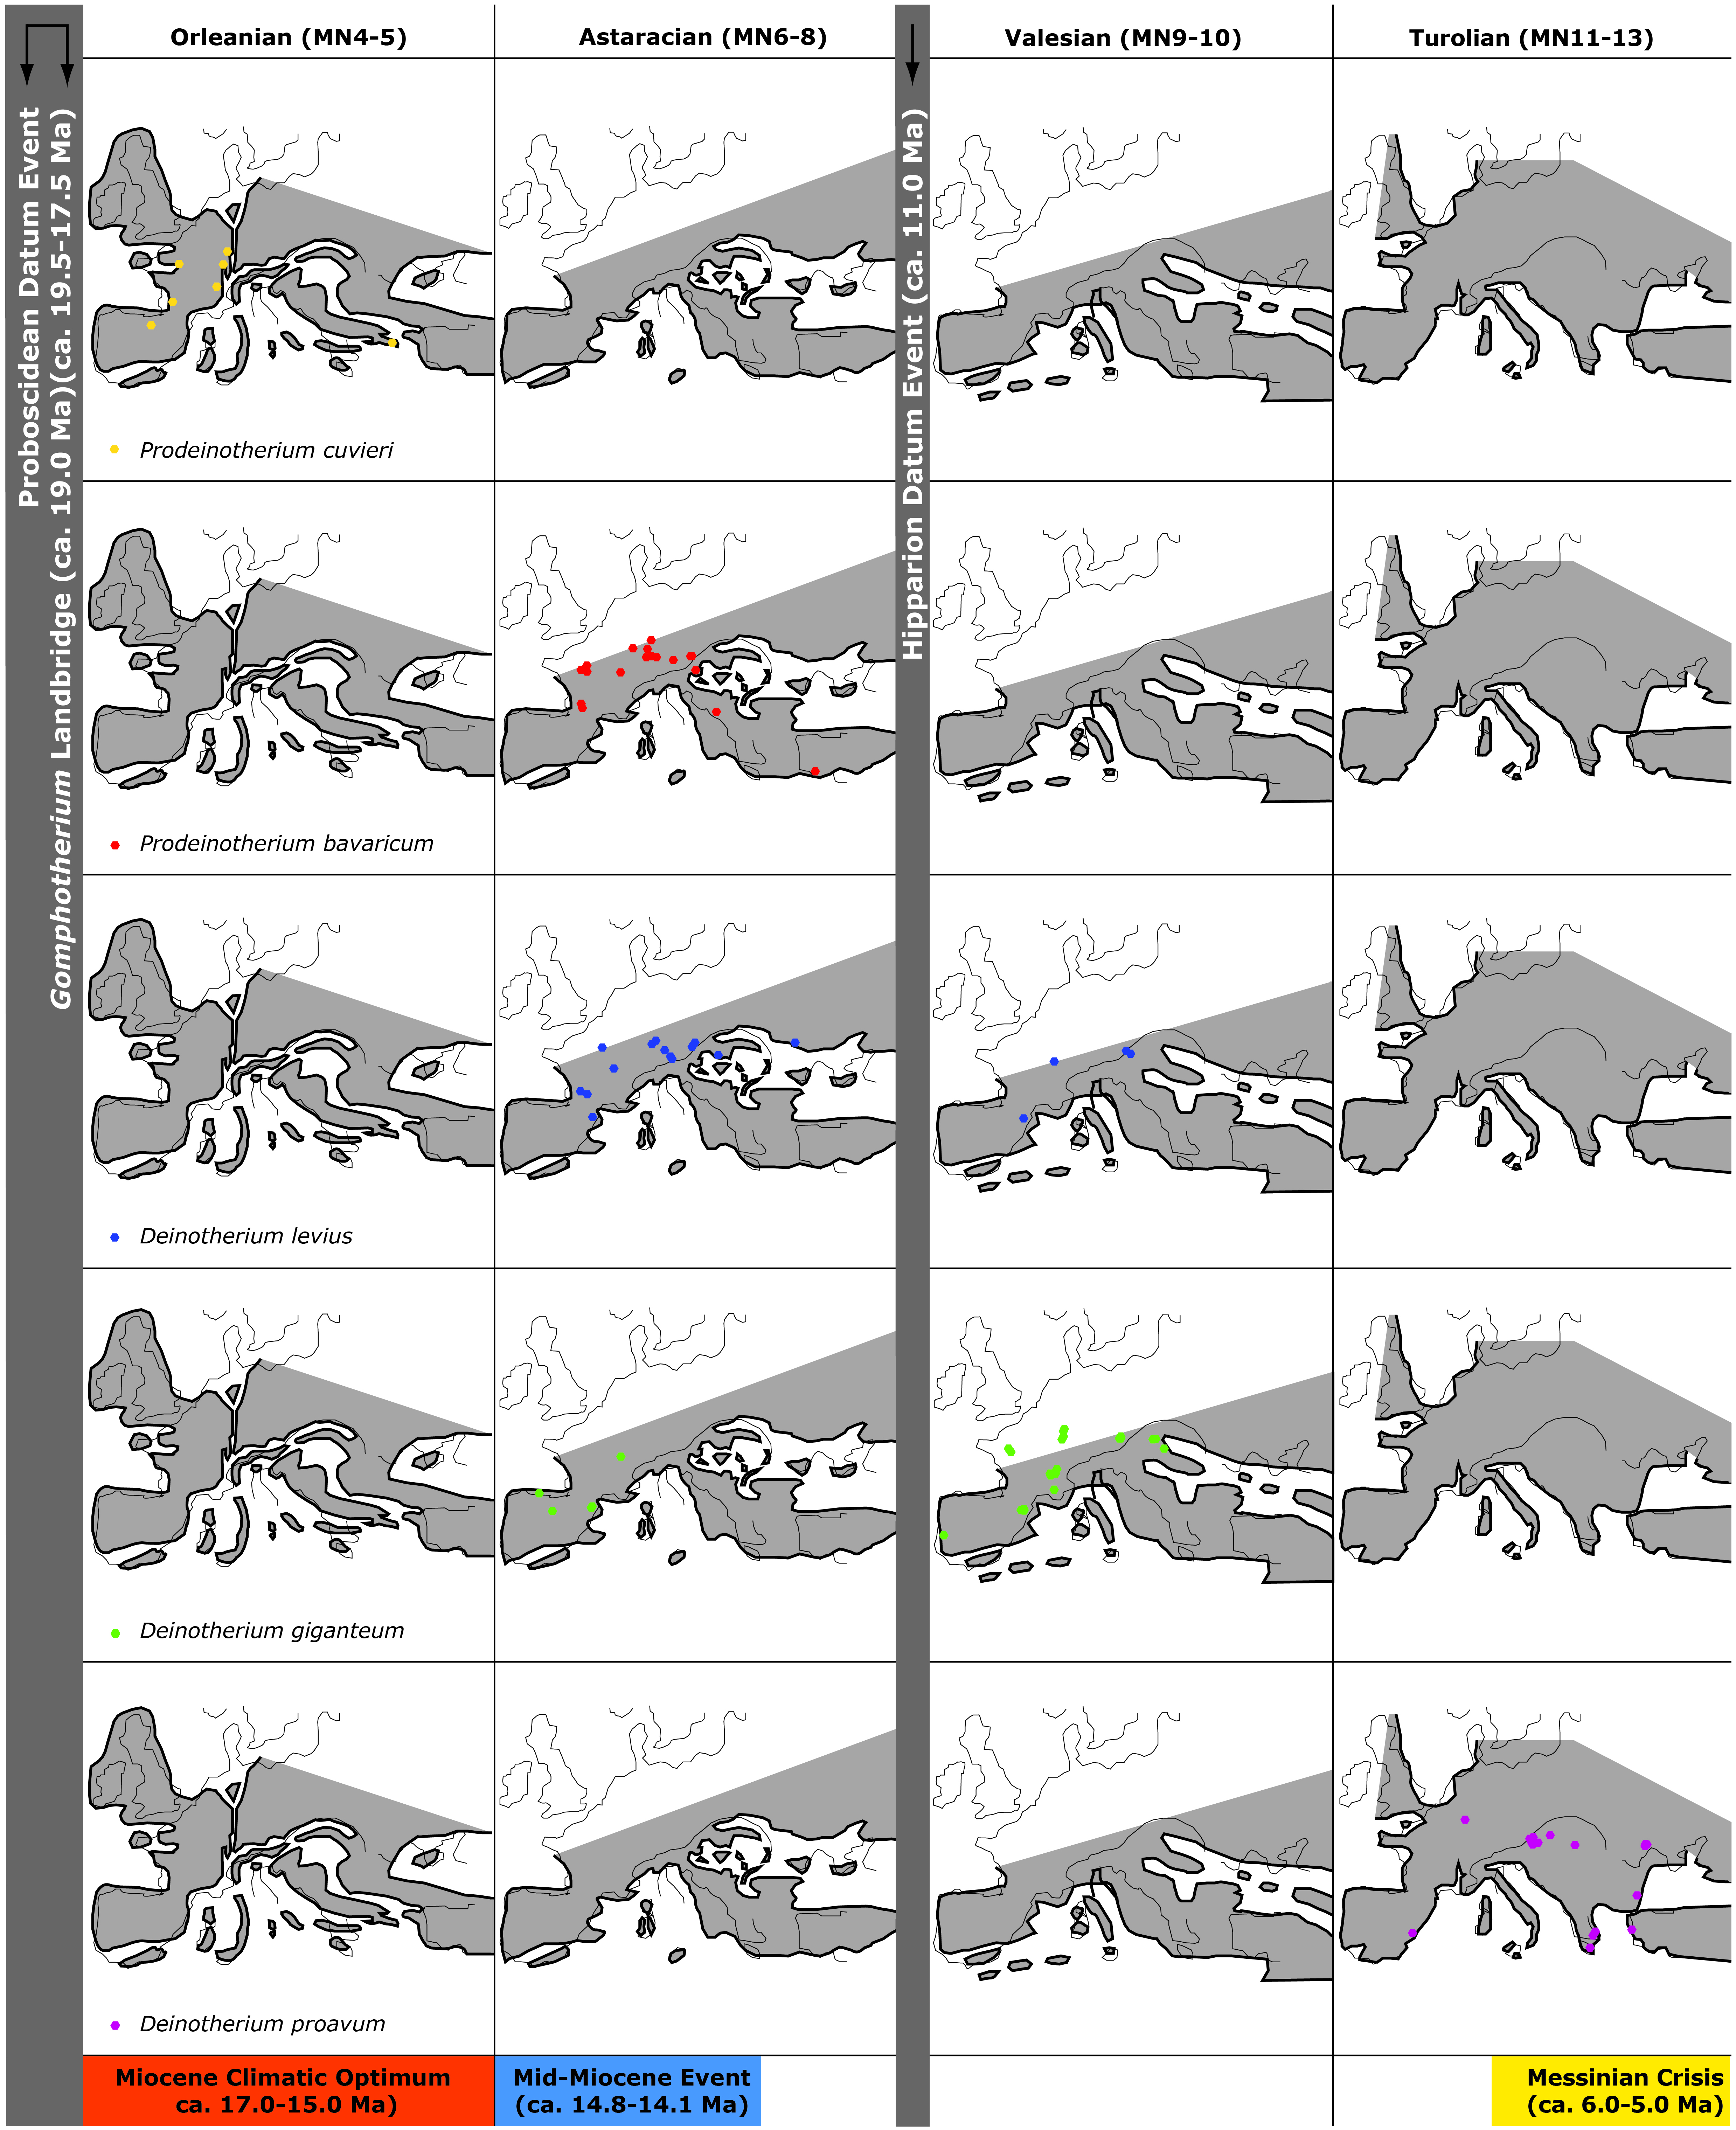 Orleanian (MN4-5)
Astaracian (MN6-8)
Valesian (MN9-10)
Turolian (MN11-13)
Proboscidean Datum Event
Gomphotherium Landbridge (ca. 19.0 Ma)(ca. 19.5-17.5 Ma)
Hipparion Datum Event (ca. 11.0 Ma)
Prodeinotherium cuvieri
Prodeinotherium bavaricum
Deinotherium levius
Deinotherium giganteum
Deinotherium proavum
Miocene Climatic Optimum
ca. 17.0-15.0 Ma)
Mid-Miocene Event
(ca. 14.8-14.1 Ma)
Messinian Crisis
(ca. 6.0-5.0 Ma)